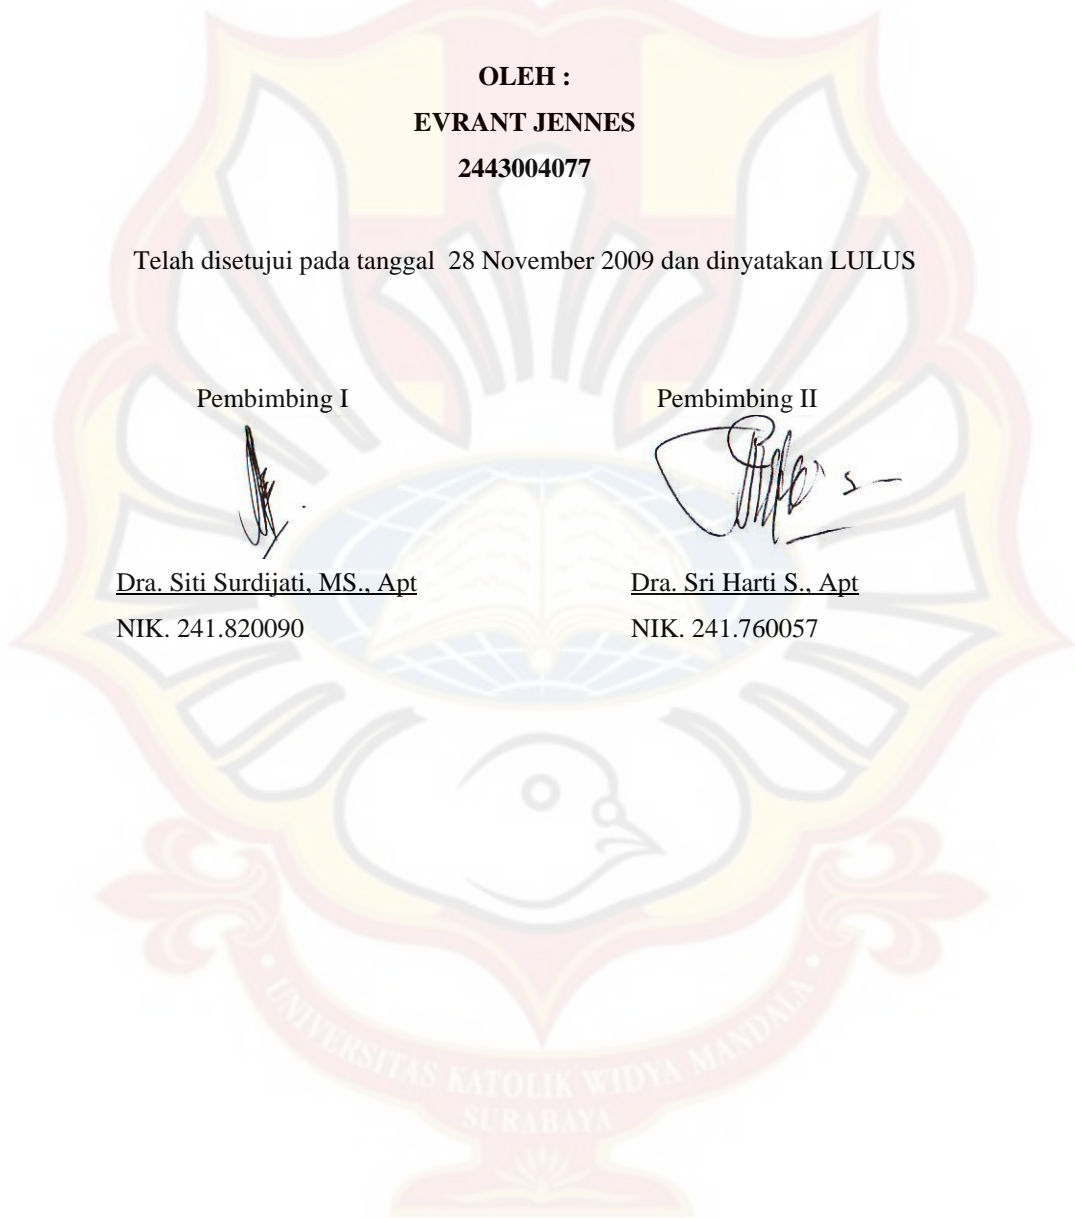 OLEH :
EVRANT JENNES
2443004077
Telah disetujui pada tanggal 28 November 2009 dan dinyatakan LULUS
Pembimbing I
Pembimbing II
Dra. Siti Surdijati, MS., Apt
Dra. Sri Harti S., Apt
NIK. 241.820090
NIK. 241.760057
UNIVERSITAS KATOLIK WIDYA MANDALA
SURABAYA